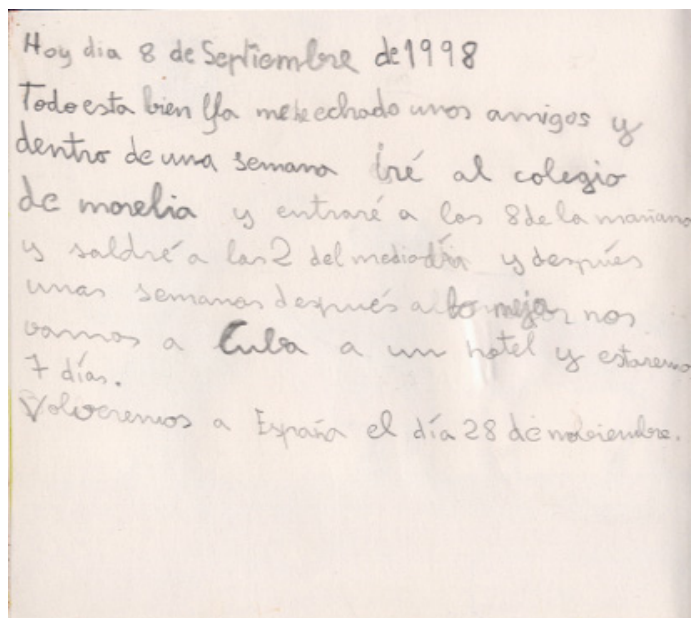 Hoy dia 8 de Septiembre de 1998
Todo esta bien Ya me he echado unos amigos y
dentro de una semana iré al colegio
de morelia y entraré a las 8 de la mañana
y saldré a las 2 del mediodía y después
unas semanas después a lo mejor nos
vamos a Cuba a un hotel y estaremo
7 días.
Volveremos a España el día 28 de nobiembre.